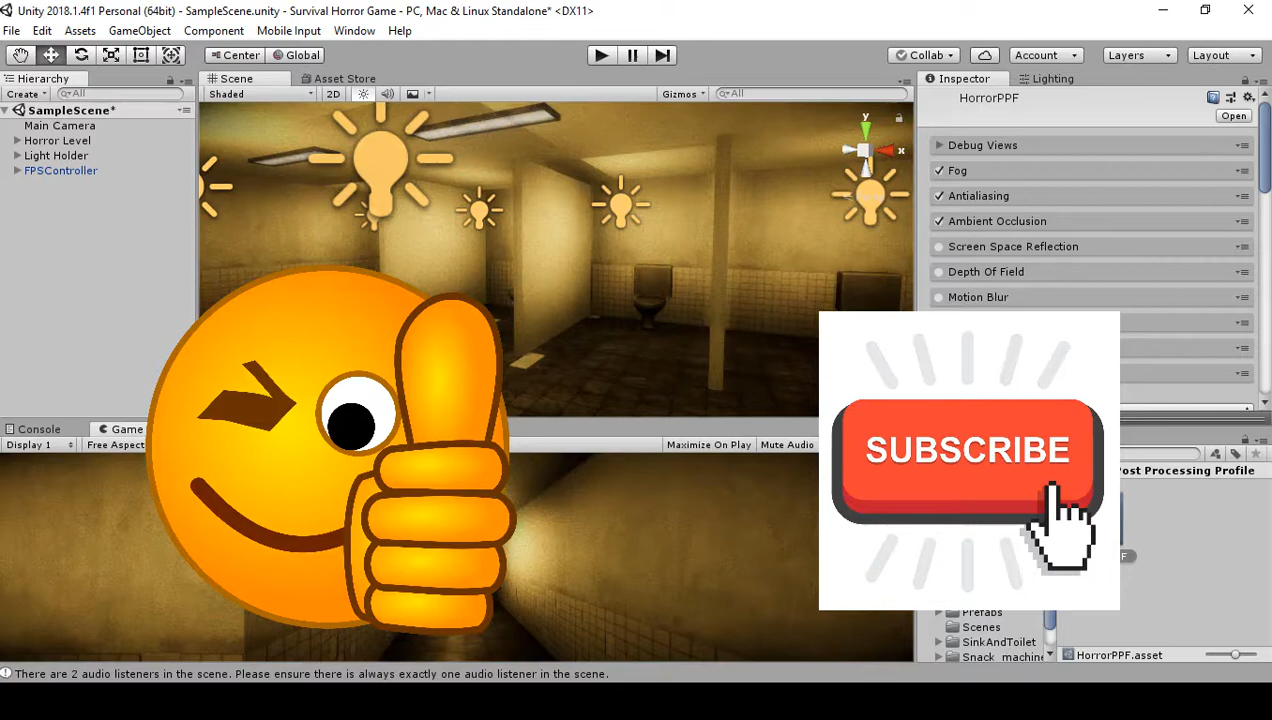 Unity 2018.1.4f1 Personal (64bit) - SampleScene.unity - Survival Horror Game - PC, Mac & Linux Standalone* <DX11>
File Edit Assets GameObject Component Mobile Input Window Help
Center Global Collab Account Layers Layout
Hierarchy Scene Asset Store Inspector Lighting
Create All Shaded 2D Gizmos All HorrorPPF
SampleScene* Open
Main Camera
Horror Level Debug Views
Light Holder
FPSController Fog
Antialiasing
Ambient Occlusion
Screen Space Reflection
Depth Of Field
Motion Blur
y
x
SUBSCRIBE
Console Game
Display 1 Free Aspect Maximize On Play Mute Audio
Post Processing Profile
F
Prefabs
Scenes
SinkAndToilet
Snack_machine HorrorPPF.asset
There are 2 audio listeners in the scene. Please ensure there is always exactly one audio listener in the scene.